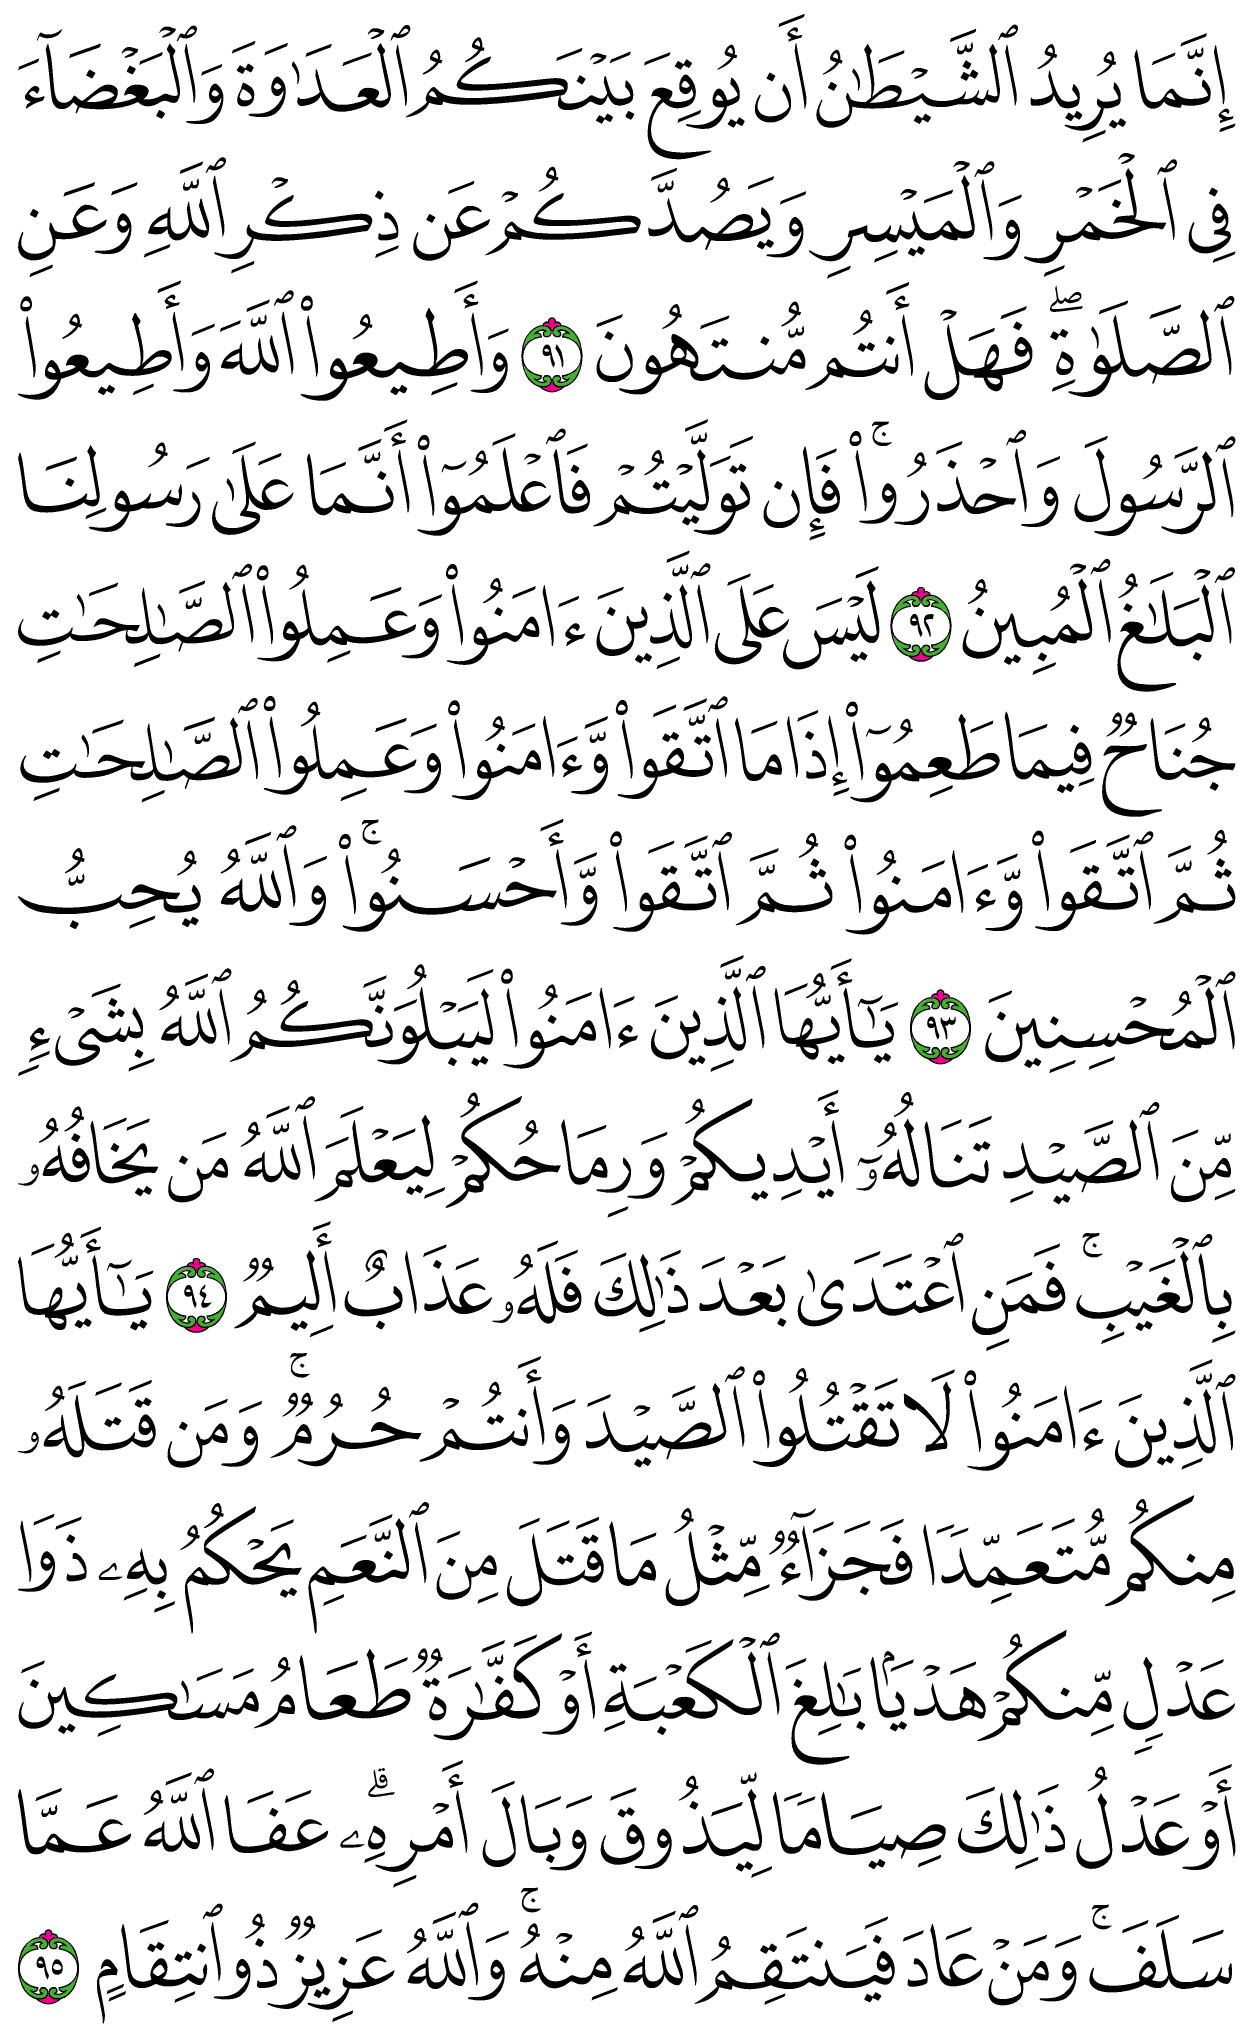 إِنَّمَا يُرِيدُ ٱلشَّيْطَٰنُ أَن يُوقِعَ بَيْنَكُمُ ٱلْعَدَٰوَةَ وَٱلْبَغْضَآءَ
فِى ٱلْخَمْرِ وَٱلْمَيْسِرِ وَيَصُدَّكُمْ عَن ذِكْرِ ٱللَّهِ وَعَنِ
ٱلصَّلَوٰةِ ۖ فَهَلْ أَنتُم مُّنتَهُونَ ٩١ وَأَطِيعُوا۟ ٱللَّهَ وَأَطِيعُوا۟
ٱلرَّسُولَ وَٱحْذَرُوا۟ ۚ فَإِن تَوَلَّيْتُمْ فَٱعْلَمُوٓا۟ أَنَّمَا عَلَىٰ رَسُولِنَا
ٱلْبَلَٰغُ ٱلْمُبِينُ ٩٢ لَيْسَ عَلَى ٱلَّذِينَ ءَامَنُوا۟ وَعَمِلُوا۟ ٱلصَّٰلِحَٰتِ
جُنَاحٌ فِيمَا طَعِمُوٓا۟ إِذَا مَا ٱتَّقَوا۟ وَّءَامَنُوا۟ وَعَمِلُوا۟ ٱلصَّٰلِحَٰتِ
ثُمَّ ٱتَّقَوا۟ وَّءَامَنُوا۟ ثُمَّ ٱتَّقَوا۟ وَّأَحْسَنُوا۟ ۚ وَٱللَّهُ يُحِبُّ
ٱلْمُحْسِنِينَ ٩٣ يَٰٓأَيُّهَا ٱلَّذِينَ ءَامَنُوا۟ لَيَبْلُوَنَّكُمُ ٱللَّهُ بِشَىْءٍ
مِّنَ ٱلصَّيْدِ تَنَالُهُۥٓ أَيْدِيكُمْ وَرِمَاحُكُمْ لِيَعْلَمَ ٱللَّهُ مَن يَخَافُهُۥ
بِٱلْغَيْبِ ۚ فَمَنِ ٱعْتَدَىٰ بَعْدَ ذَٰلِكَ فَلَهُۥ عَذَابٌ أَلِيمٌ ٩٤ يَٰٓأَيُّهَا
ٱلَّذِينَ ءَامَنُوا۟ لَا تَقْتُلُوا۟ ٱلصَّيْدَ وَأَنتُمْ حُرُمٌ ۚ وَمَن قَتَلَهُۥ
مِنكُم مُّتَعَمِّدًا فَجَزَآءٌ مِّثْلُ مَا قَتَلَ مِنَ ٱلنَّعَمِ يَحْكُمُ بِهِۦ ذَوَا
عَدْلٍ مِّنكُمْ هَدْيًۢا بَٰلِغَ ٱلْكَعْبَةِ أَوْ كَفَّٰرَةٌ طَعَامُ مَسَٰكِينَ
أَوْ عَدْلُ ذَٰلِكَ صِيَامًا لِّيَذُوقَ وَبَالَ أَمْرِهِۦ ۗ عَفَا ٱللَّهُ عَمَّا
سَلَفَ ۚ وَمَنْ عَادَ فَيَنتَقِمُ ٱللَّهُ مِنْهُ ۚ وَٱللَّهُ عَزِيزٌ ذُو ٱنتِقَامٍ ٩٥